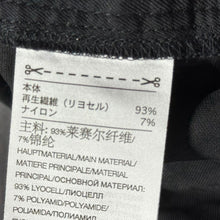 本体
再生繊維（リヨセル） 93%
ナイロン 7%
主料: 93%莱赛尔纤维/
7%锦纶
HAUPTMATERIAL/MAIN MATERIAL/
MATIERE PRINCIPALE/MATERIAL
PRINCIPAL/ОСНОВНОЙ МАТЕРИАЛ
93% LYOCELL/ЛИОЦЕЛЛ
7% POLYAMID/POLYAMIDE/
POLIAMIDA/ПОЛИАМИД